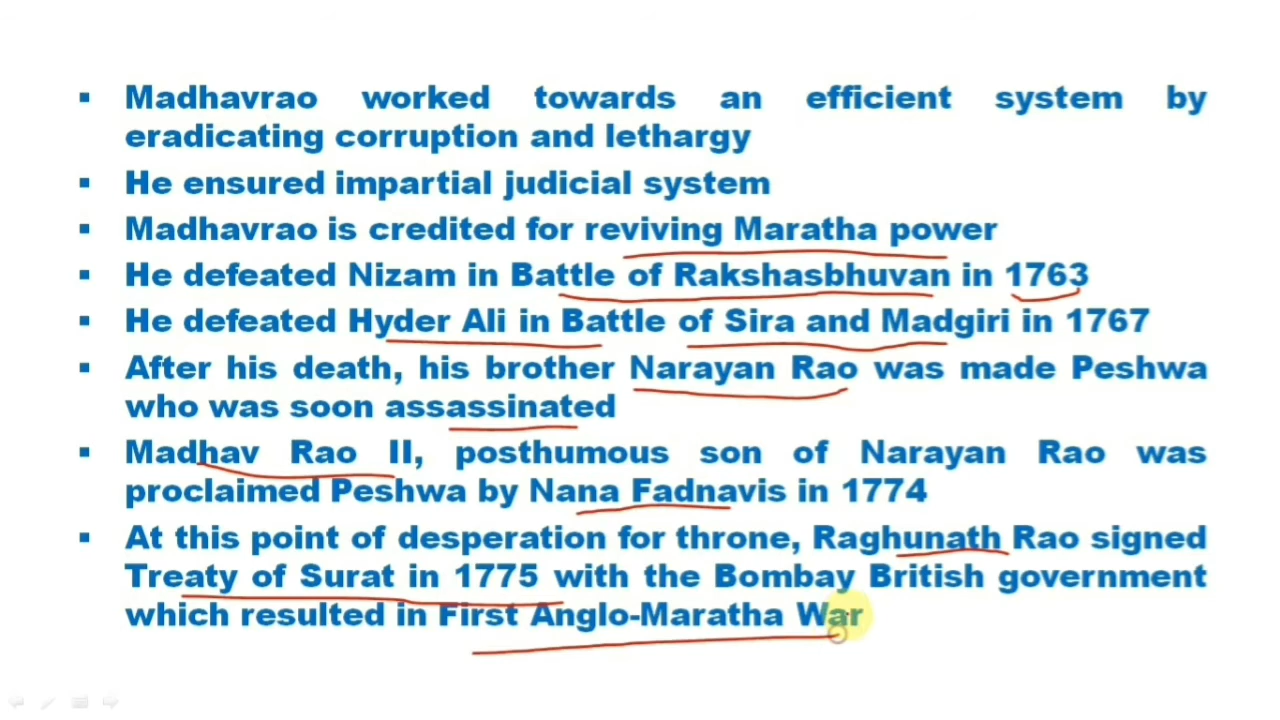 ▪ Madhavrao worked towards an efficient system by
eradicating corruption and lethargy
▪ He ensured impartial judicial system
▪ Madhavrao is credited for reviving Maratha power
▪ He defeated Nizam in Battle of Rakshasbhuvan in 1763
▪ He defeated Hyder Ali in Battle of Sira and Madgiri in 1767
▪ After his death, his brother Narayan Rao was made Peshwa
who was soon assassinated
▪ Madhav Rao II, posthumous son of Narayan Rao was
proclaimed Peshwa by Nana Fadnavis in 1774
▪ At this point of desperation for throne, Raghunath Rao signed
Treaty of Surat in 1775 with the Bombay British government
which resulted in First Anglo-Maratha War